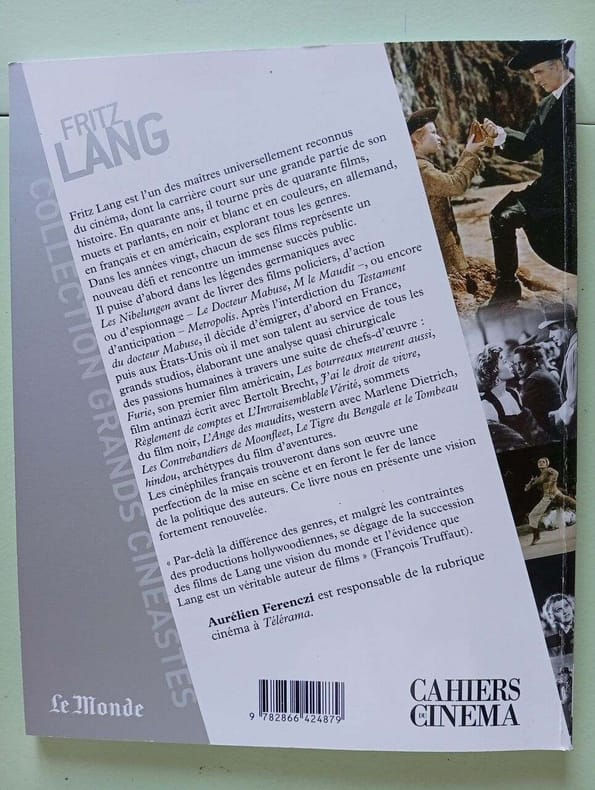 FRITZ
LANG
COLLECTION GRANDS CINÉASTES
Fritz Lang est l'un des maîtres universellement reconnus
du cinéma, dont la carrière court sur une grande partie de son
histoire. En quarante ans, il tourne près de quarante films,
muets et parlants, en noir et blanc et en couleurs, en allemand,
en français et en américain, explorant tous les genres.
Dans les années vingt, chacun de ses films représente un
nouveau défi et rencontre un immense succès public.
Il puise d'abord dans les légendes germaniques avec
Les Nibelungen avant de livrer des films policiers, d'action
ou d'espionnage – Le Docteur Mabuse, M le Maudit –, ou encore
d'anticipation – Metropolis. Après l'interdiction du Testament
du docteur Mabuse, il décide d'émigrer, d'abord en France,
puis aux États-Unis où il met son talent au service de tous les
grands studios, élaborant une analyse quasi chirurgicale
des passions humaines à travers une suite de chefs-d'œuvre :
Furie, son premier film américain, Les bourreaux meurent aussi,
film antinazi écrit avec Bertolt Brecht, J'ai le droit de vivre,
Règlement de comptes et L'Invraisemblable Vérité, sommets
du film noir, L'Ange des maudits, western avec Marlene Dietrich,
Les Contrebandiers de Moonfleet, Le Tigre du Bengale et le Tombeau
hindou, archétypes du film d'aventures.
Les cinéphiles français trouveront dans son œuvre une
perfection de la mise en scène et en feront le fer de lance
de la politique des auteurs. Ce livre nous en présente une vision
fortement renouvelée.
« Par-delà la différence des genres, et malgré les contraintes
des productions hollywoodiennes, se dégage de la succession
des films de Lang une vision du monde et l'évidence que
Lang est un véritable auteur de films » (François Truffaut).
Aurélien Ferenczi est responsable de la rubrique
cinéma à Télérama.
Le Monde
9 782866 424879
CAHIERS
DU CINEMA